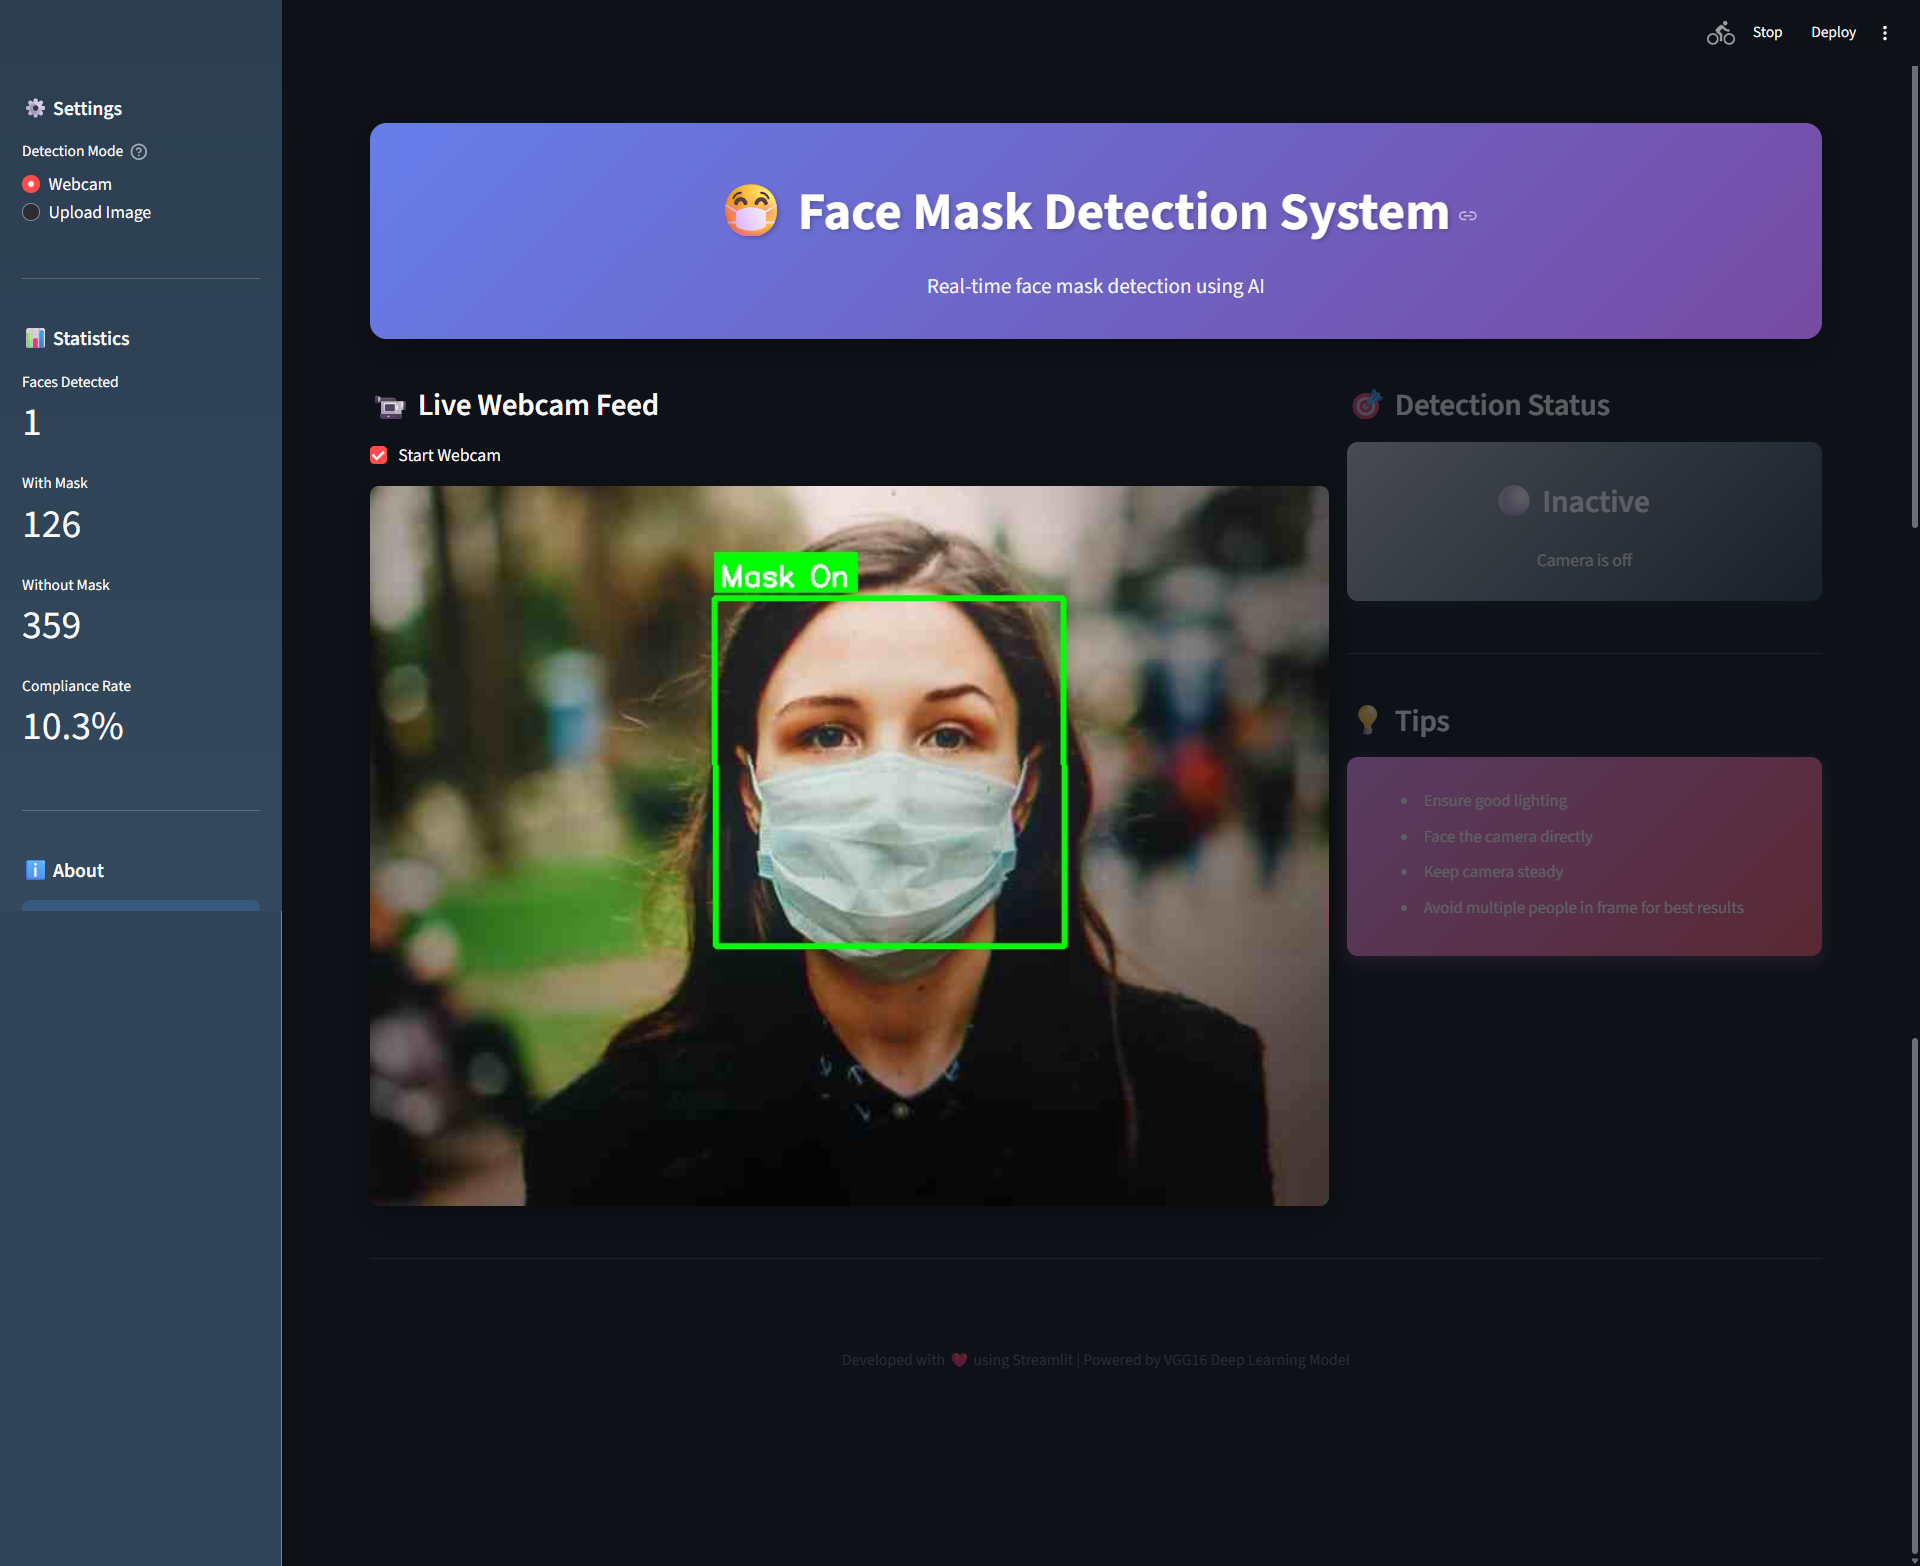 Stop
Deploy
Settings
Detection Mode
Webcam
Upload Image
Statistics
Faces Detected
1
With Mask
126
Without Mask
359
Compliance Rate
10.3%
About
Face Mask Detection System
Real-time face mask detection using AI
Live Webcam Feed
Start Webcam
Mask On
Detection Status
Inactive
Camera is off
Tips
Ensure good lighting
Face the camera directly
Keep camera steady
Avoid multiple people in frame for best results
Developed with ❤️ using Streamlit | Powered by VGG16 Deep Learning Model